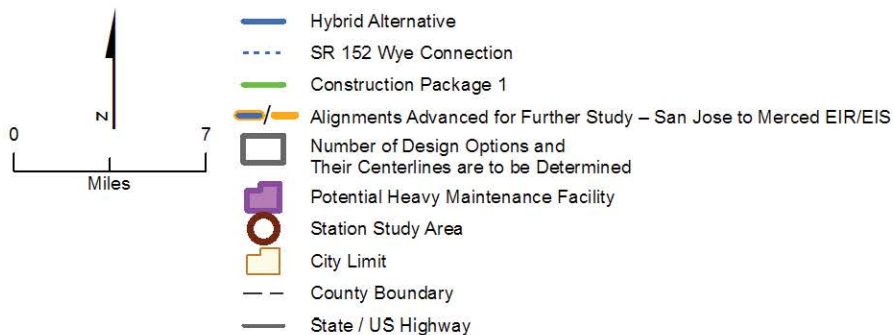 Hybrid Alternative
SR 152 Wye Connection
Construction Package 1
Alignments Advanced for Further Study – San Jose to Merced EIR/EIS
Number of Design Options and
Their Centerlines are to be Determined
Potential Heavy Maintenance Facility
Station Study Area
City Limit
County Boundary
State / US Highway
N
0 7
Miles